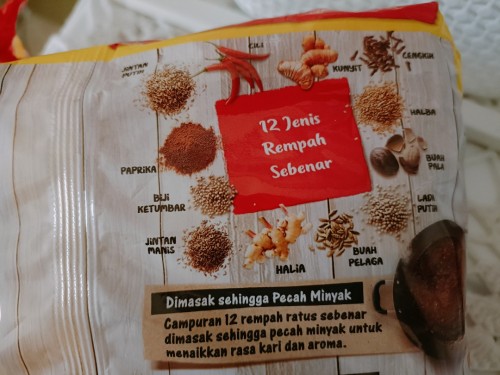 CILI
JINTAN
PUTIH
KUNYIT
CENGKIH
HALBA
12 Jenis
Rempah
Sebenar
PAPRIKA
BUAH
PALA
BIJI
KETUMBAR
LADA
PUTIH
JINTAN
MANIS
HALIA
BUAH
PELAGA
Dimasak sehingga Pecah Minyak
Campuran 12 rempah ratus sebenar
dimasak sehingga pecah minyak untuk
menaikkan rasa kari dan aroma.